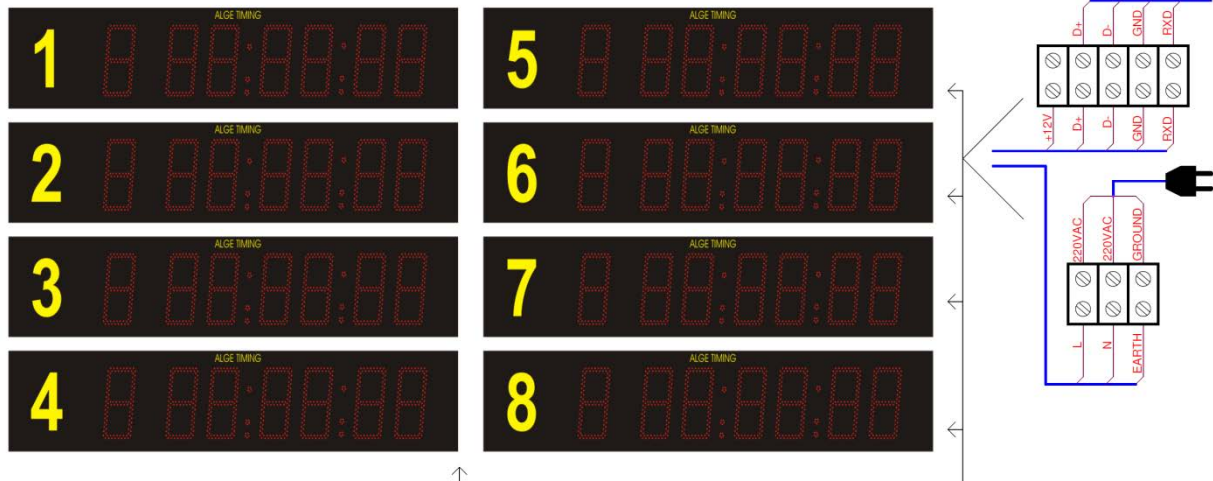 ALGE TIMING
1
ALGE TIMING
2
ALGE TIMING
3
ALGE TIMING
4
ALGE TIMING
5
ALGE TIMING
6
ALGE TIMING
7
ALGE TIMING
8
D+ D- GND RXD
+12V D+ D- GND RXD
220VAC 220VAC GROUND
L N EARTH